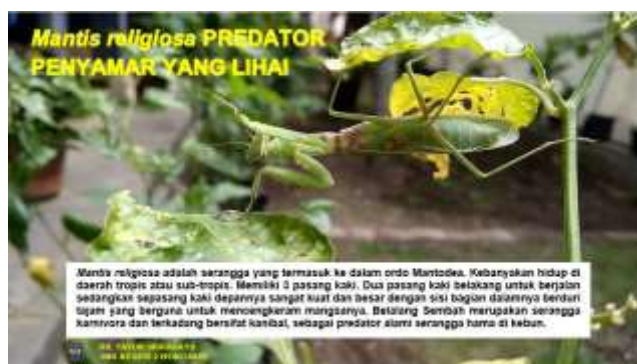 Mantis religiosa PREDATOR
PENYAMAR YANG LIHAI
Mantis religiosa adalah serangga yang termasuk ke dalam ordo Mantodea. Kebanyakan hidup di
daerah tropis atau sub-tropis. Memiliki 3 pasang kaki. Dua pasang kaki belakang untuk berjalan
sedangkan sepasang kaki depannya sangat kuat dan besar dengan sisi bagian dalamnya berduri
tajam yang berguna untuk mencengkeram mangsanya. Belalang Sembah merupakan serangga
karnivora dan terkadang bersifat kanibal, sebagai predator alami serangga hama di kebun.